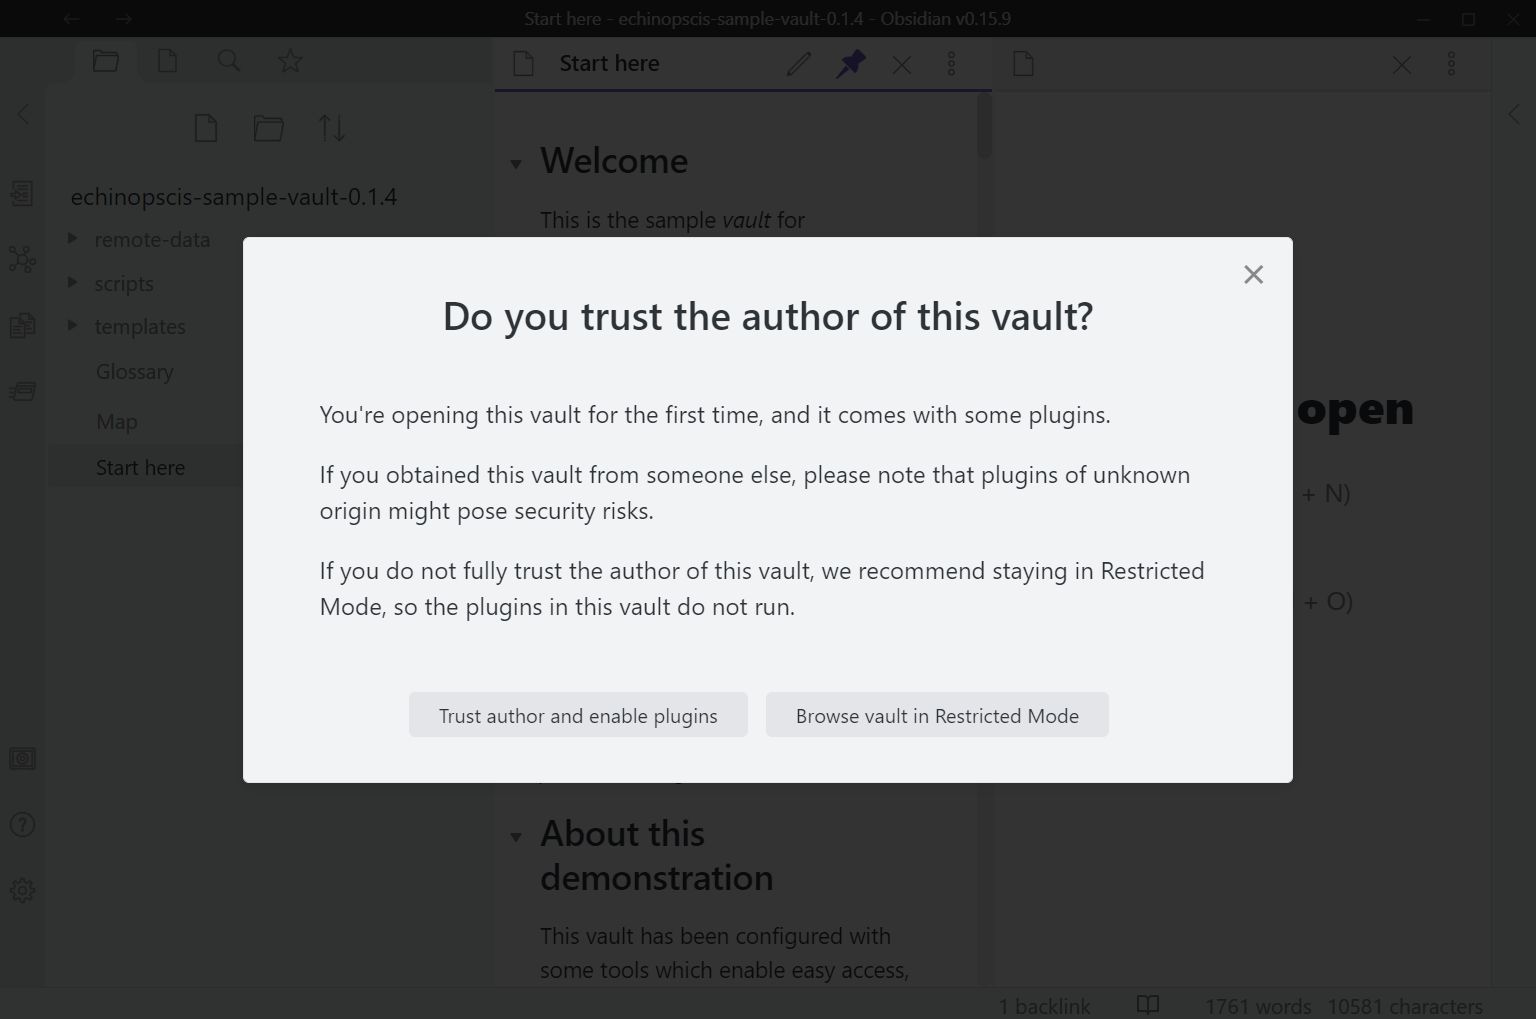 Start here - echinopscis-sample-vault-0.1.4 - Obsidian v0.15.9
Start here
echinopscis-sample-vault-0.1.4
remote-data
scripts
templates
Glossary
Map
Start here
Welcome
This is the sample vault for
Do you trust the author of this vault?
You're opening this vault for the first time, and it comes with some plugins.
If you obtained this vault from someone else, please note that plugins of unknown
origin might pose security risks.
If you do not fully trust the author of this vault, we recommend staying in Restricted
Mode, so the plugins in this vault do not run.
Trust author and enable plugins
Browse vault in Restricted Mode
open
+ N)
+ O)
About this
demonstration
This vault has been configured with
some tools which enable easy access,
1 backlink
1761 words
10581 characters